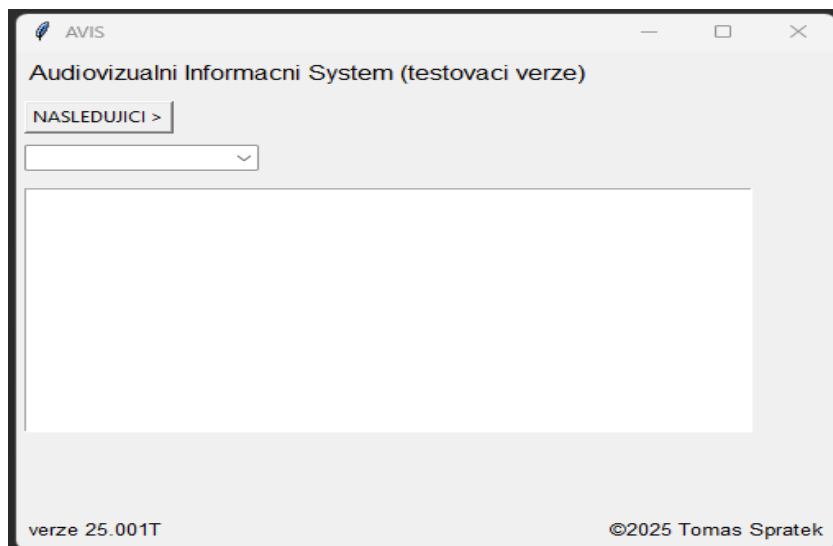 AVIS
Audiovizualni Informacni System (testovaci verze)
NASLEDUJICI >
verze 25.001T
©2025 Tomas Spratek